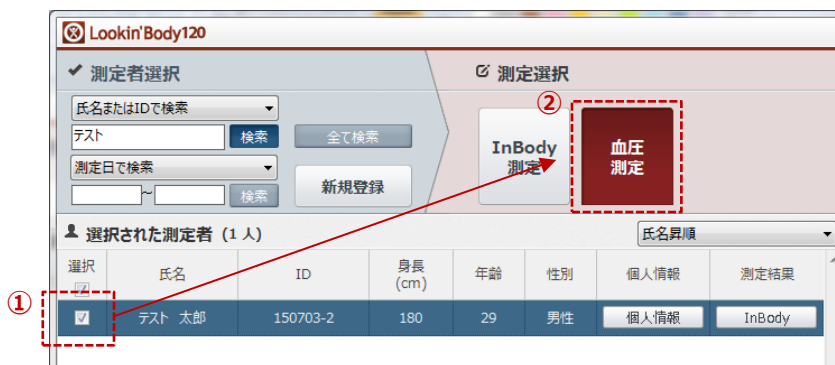 Lookin'Body120
測定者選択
測定選択
氏名またはIDで検索
②
テスト 検索 全て検索
InBody 測定
血圧 測定
測定日で検索
~ 検索 新規登録
選択された測定者 (1 人) 氏名昇順
選択 氏名 ID 身長 (cm) 年齢 性別 個人情報 測定結果
①
テスト 太郎 150703-2 180 29 男性 個人情報 InBody